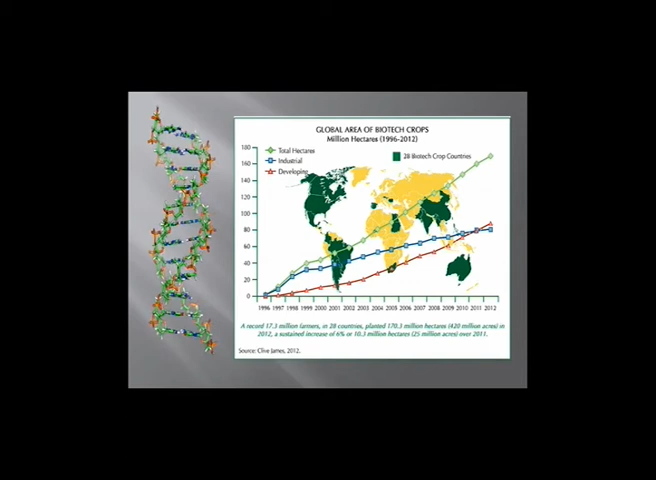 GLOBAL AREA OF BIOTECH CROPS
Million Hectares (1996-2012)
180
160
140
120
100
80
60
40
20
0
Total Hectares
Industrial
Developing
28 Biotech Crop Countries
1996 1997 1998 1999 2000 2001 2002 2003 2004 2005 2006 2007 2008 2009 2010 2011 2012
A record 17.3 million farmers, in 28 countries, planted 170.3 million hectares (420 million acres) in
2012, a sustained increase of 6% or 10.3 million hectares (25 million acres) over 2011.
Source: Clive James, 2012.